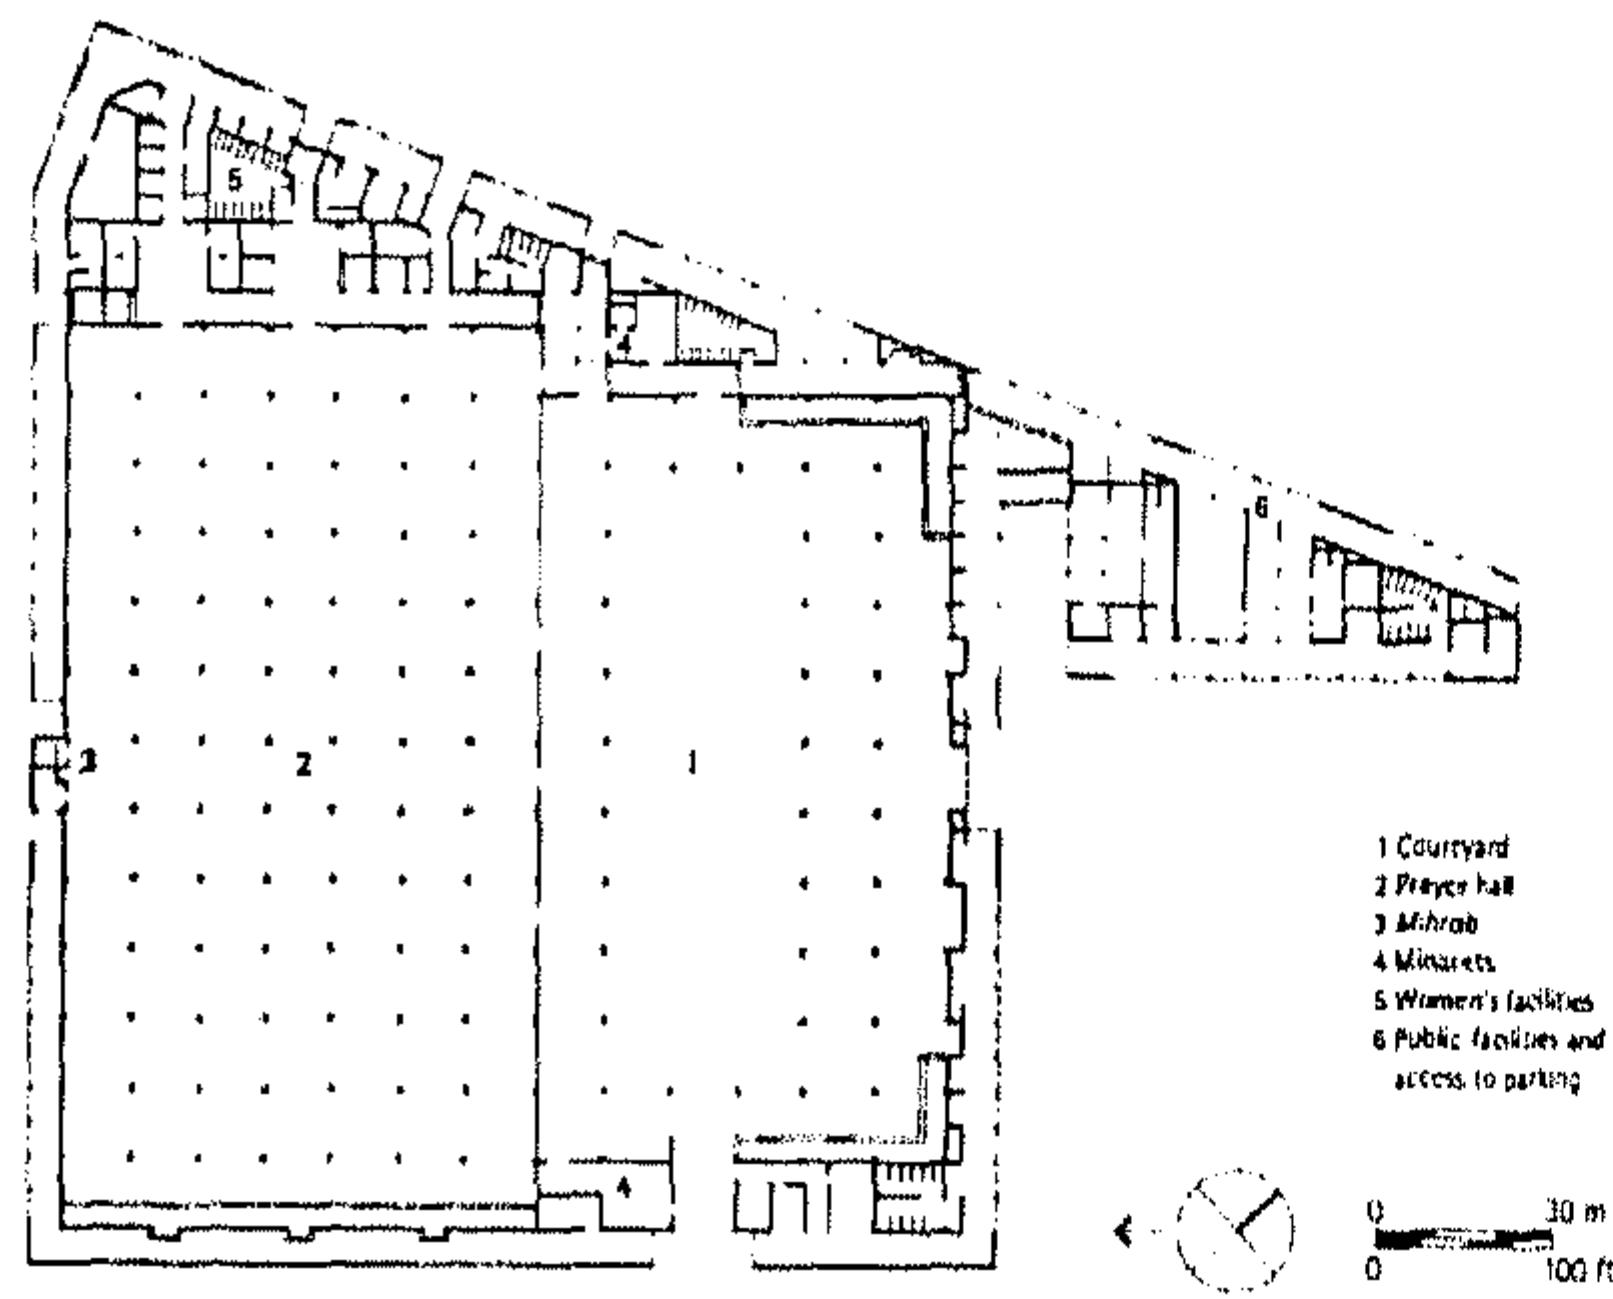 5
4
6
3
2
1
4
1 Courtyard
2 Prayer hall
3 Mihrab
4 Minarets
5 Women's facilities
6 Public facilities and
access to parking
0 30 m
0 100 ft